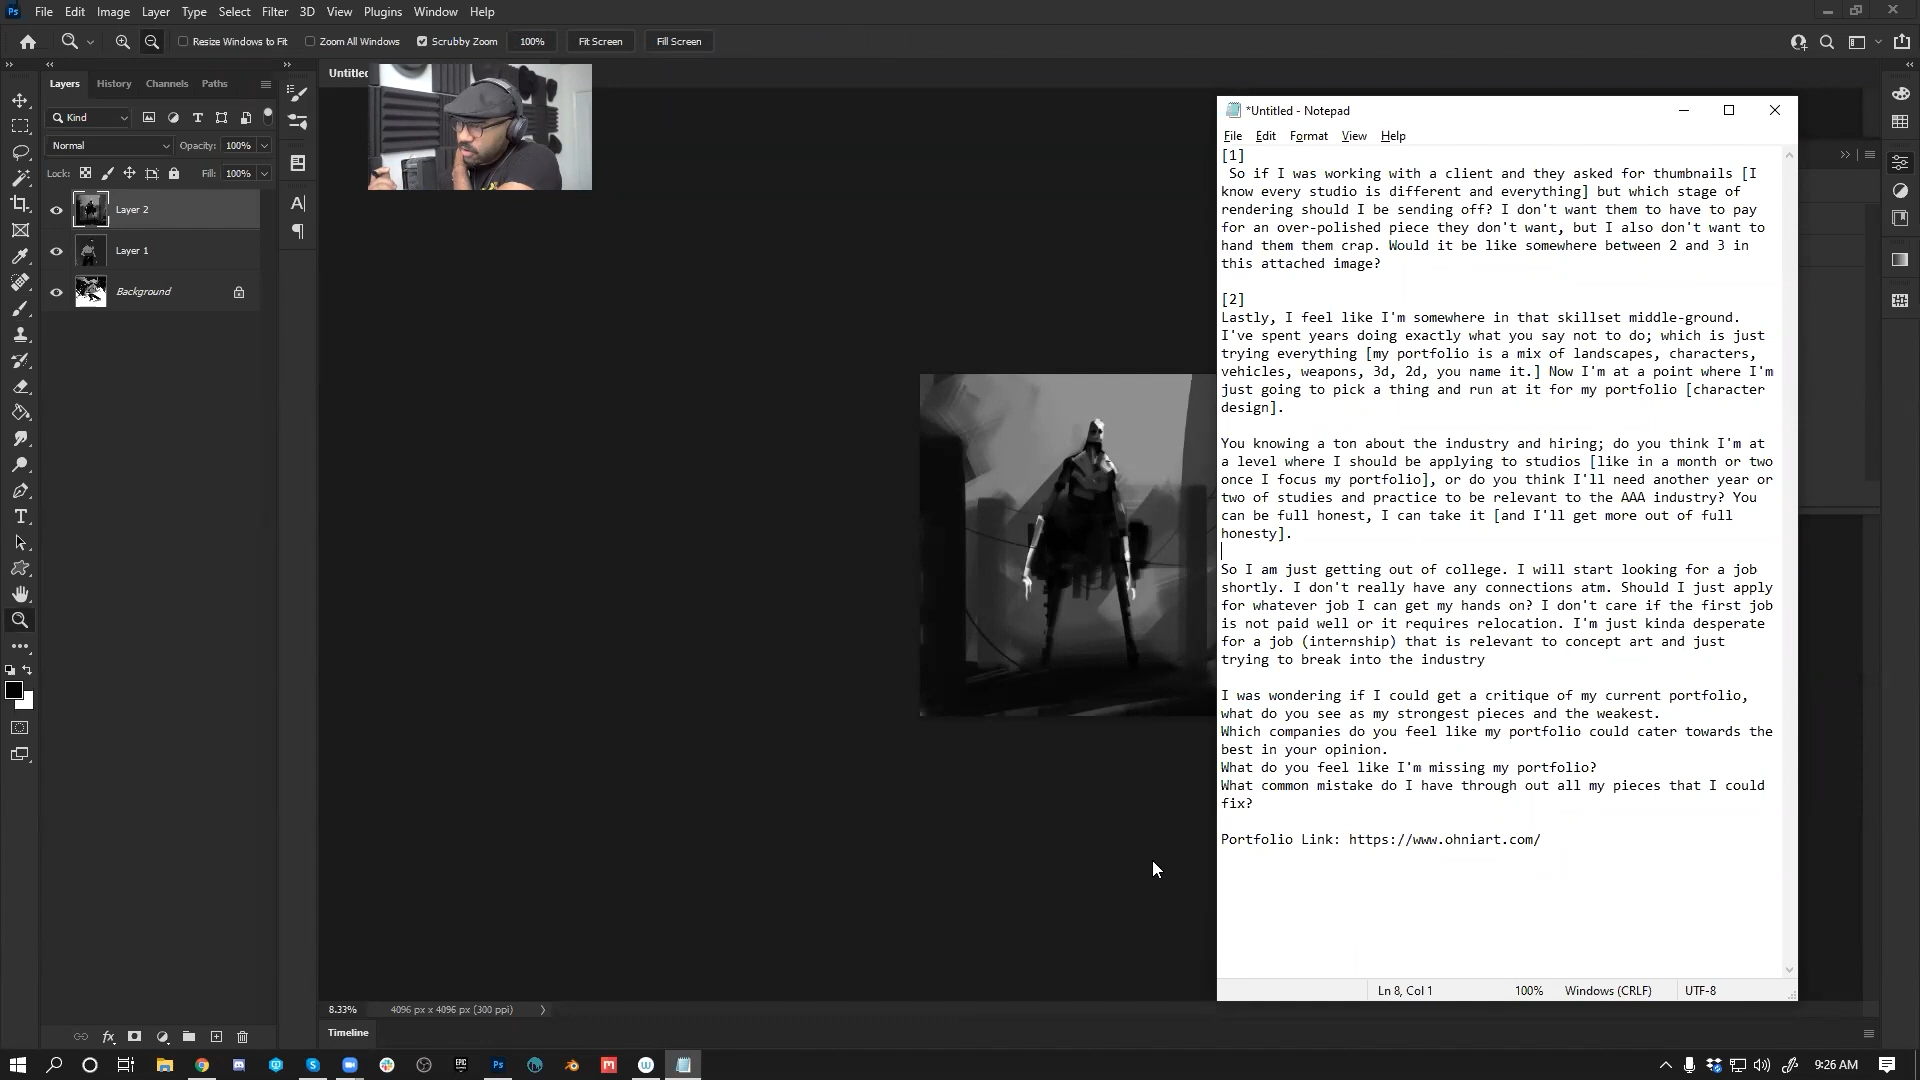 Ps File Edit Image Layer Type Select Filter 3D View Plugins Window Help
Resize Windows to Fit Zoom All Windows Scrubby Zoom 100% Fit Screen Fill Screen
Layers History Channels Paths
Kind
Normal Opacity: 100%
Lock: Fill: 100%
Layer 2
Layer 1
Background
Untitled
*Untitled - Notepad
File Edit Format View Help
[1]
So if I was working with a client and they asked for thumbnails [I
know every studio is different and everything] but which stage of
rendering should I be sending off? I don't want them to have to pay
for an over-polished piece they don't want, but I also don't want to
hand them them crap. Would it be like somewhere between 2 and 3 in
this attached image?
[2]
Lastly, I feel like I'm somewhere in that skillset middle-ground.
I've spent years doing exactly what you say not to do; which is just
trying everything [my portfolio is a mix of landscapes, characters,
vehicles, weapons, 3d, 2d, you name it.] Now I'm at a point where I'm
just going to pick a thing and run at it for my portfolio [character
design].
You knowing a ton about the industry and hiring; do you think I'm at
a level where I should be applying to studios [like in a month or two
once I focus my portfolio], or do you think I'll need another year or
two of studies and practice to be relevant to the AAA industry? You
can be full honest, I can take it [and I'll get more out of full
honesty].
So I am just getting out of college. I will start looking for a job
shortly. I don't really have any connections atm. Should I just apply
for whatever job I can get my hands on? I don't care if the first job
is not paid well or it requires relocation. I'm just kinda desperate
for a job (internship) that is relevant to concept art and just
trying to break into the industry
I was wondering if I could get a critique of my current portfolio,
what do you see as my strongest pieces and the weakest.
Which companies do you feel like my portfolio could cater towards the
best in your opinion.
What do you feel like I'm missing my portfolio?
What common mistake do I have through out all my pieces that I could
fix?
Portfolio Link: https://www.ohniart.com/
Ln 8, Col 1 100% Windows (CRLF) UTF-8
8.33% 4096 px x 4096 px (300 ppi)
Timeline
9:26 AM